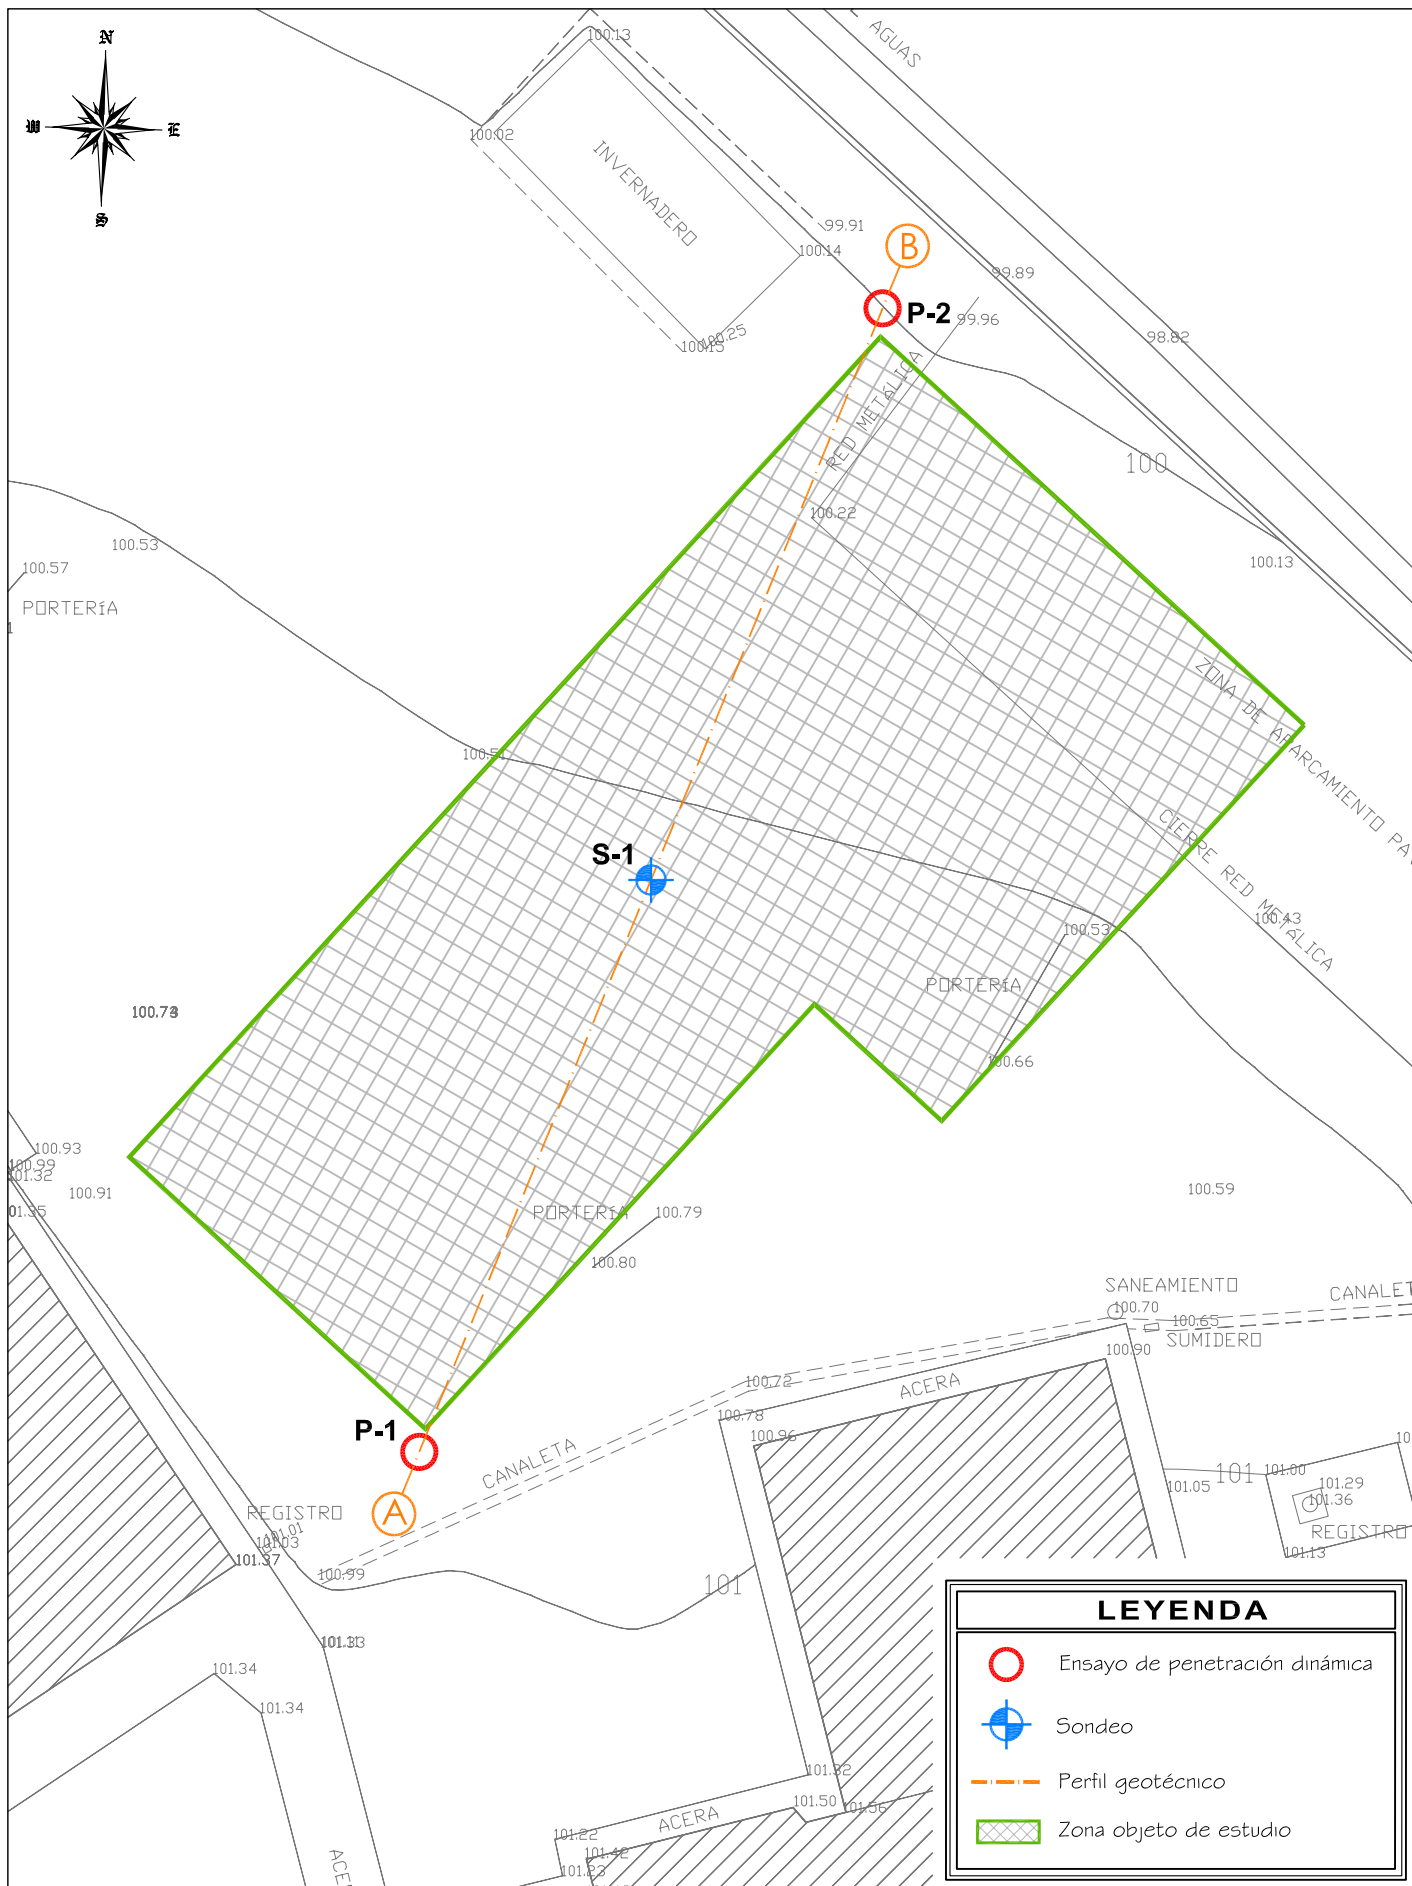 N
W
E
S
AGUAS
100.13
100.02
INVERNADERO
99.91
100.14
B
P-2
99.89
99.96
98.82
100.25
100.15
RED METÁLICA
100
100.22
100.53
100.57
PORTERíA
100.13
ZONA DE APARCAMIENTO PAV
100.51
S-1
CIERRE RED METÁLICA
100.43
100.53
PORTERíA
100.66
100.93
100.99
101.32
100.91
01.35
100.59
PORTERíA
100.79
100.80
SANEAMIENTO
100.70
100.65
CANALET
SUMIDERO
100.90
100.72
ACERA
100.78
100.96
P-1
CANALETA
A
REGISTRO
101.01
101.03
101.37
100.99
101
101
101.00
101.05
101.29
101.36
REGISTRO
101.13
101.33
101.34
101.34
101.32
101.50
101.56
ACERA
101.22
101.42
101.23
ACE
LEYENDA
Ensayo de penetración dinámica
Sondeo
Perfil geotécnico
Zona objeto de estudio